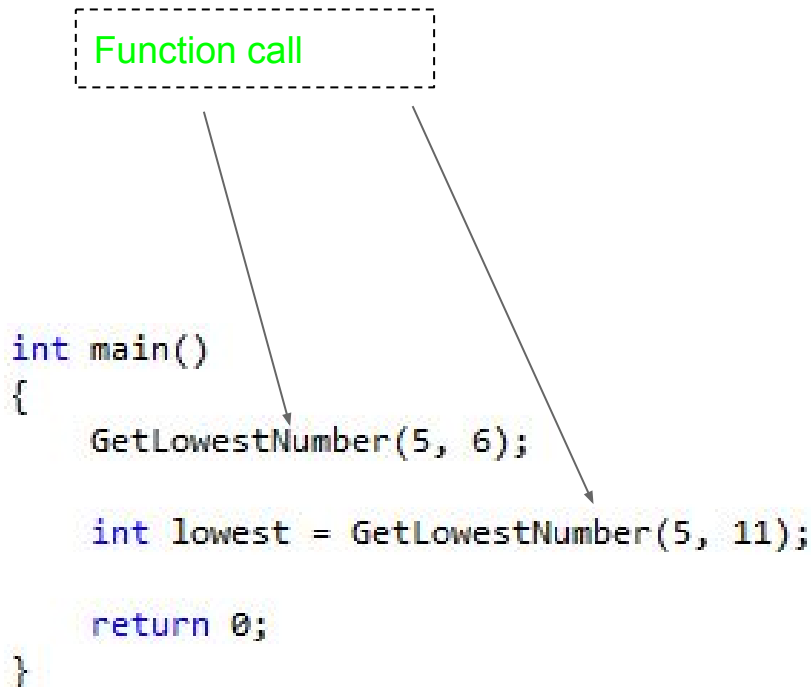 Function call
int main()
{
GetLowestNumber(5, 6);
int lowest = GetLowestNumber(5, 11);
return 0;
}